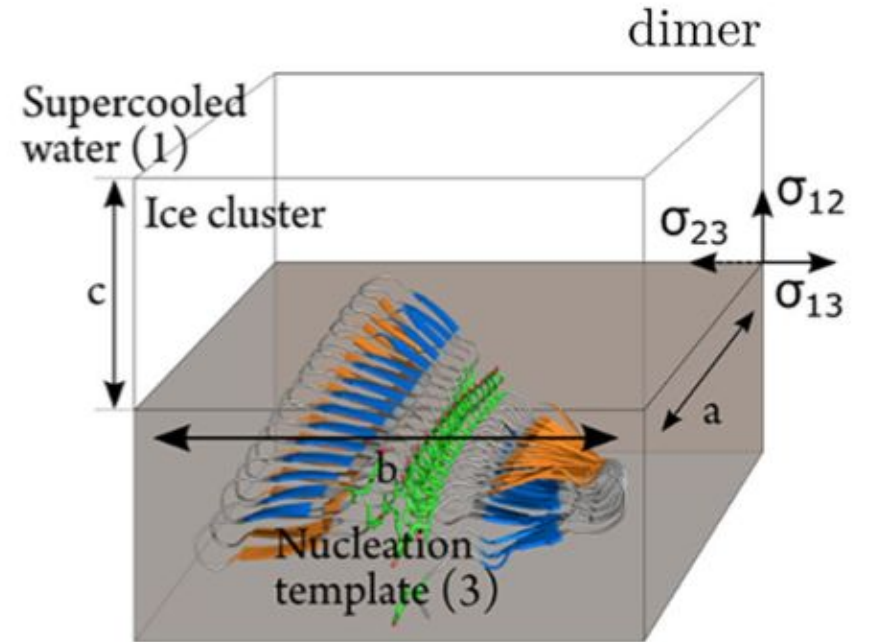 dimer
Supercooled
water (1)
Ice cluster
σ12
σ23
σ13
c
a
b
Nucleation
template (3)